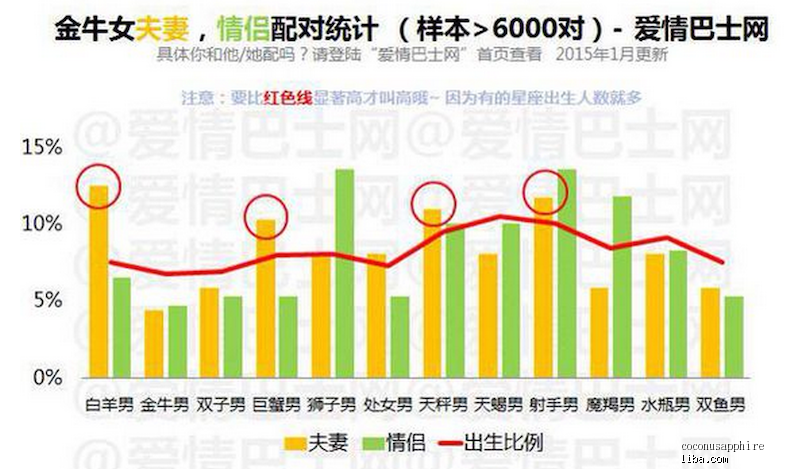 金牛女夫妻，情侣配对统计 （样本>6000对）- 爱情巴士网
具体你和他/她配吗？请登陆“爱情巴士网”首页查看 2015年1月更新
注意：要比红色线显著高才叫高哦~ 因为有的星座出生人数就多
@爱情巴士网@爱情巴士网
15%
10%
5%
0%
白羊男 金牛男 双子男 巨蟹男 狮子男 处女男 天秤男 天蝎男 射手男 魔羯男 水瓶男 双鱼男
夫妻 情侣 出生比例
coconusapphire
liba.com